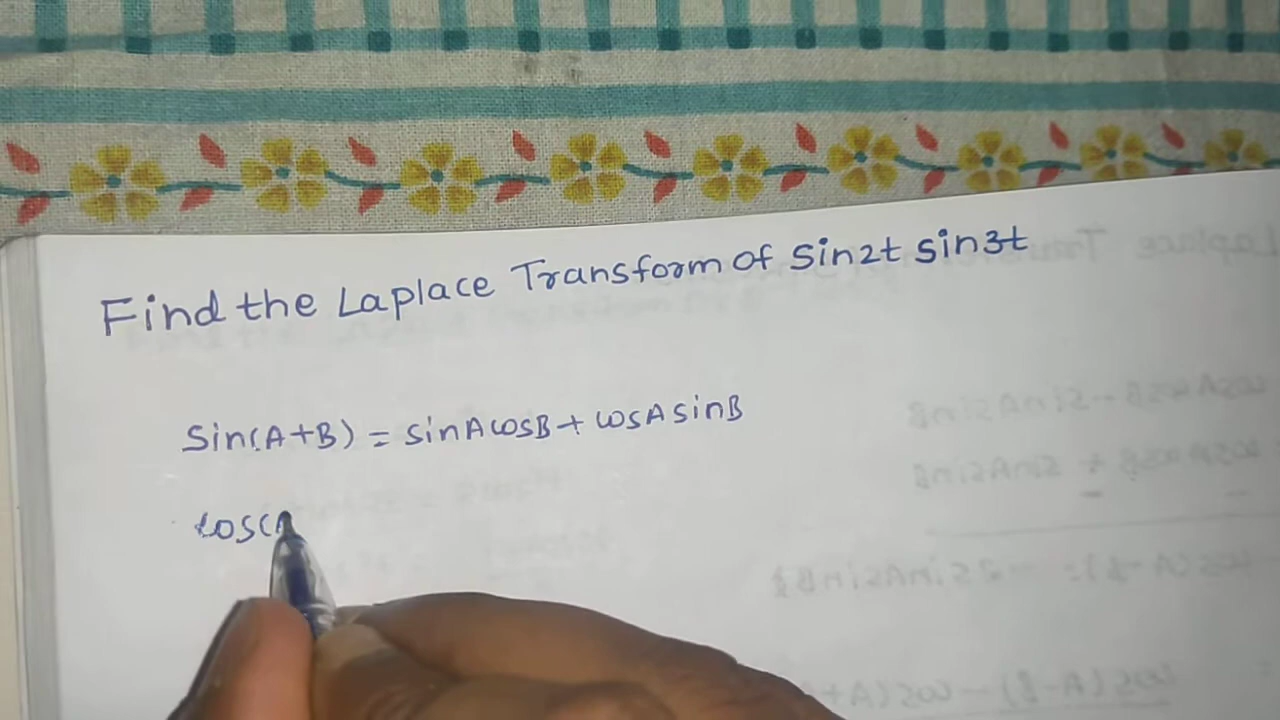 Find the Laplace Transform of Sin2t sin3t
Sin(A+B) = sinAcosB + cosAsinB
cos(A